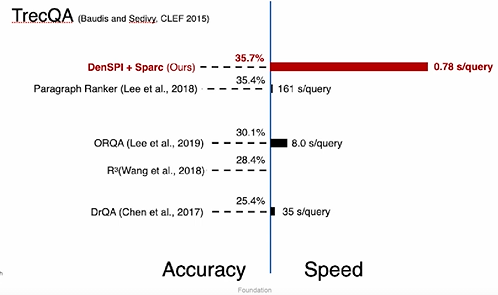 TrecQA (Baudis and Sedivy, CLEF 2015)
35.7%
DenSPI + Sparc (Ours) 0.78 s/query
35.4%
Paragraph Ranker (Lee et al., 2018) 161 s/query
30.1%
ORQA (Lee et al., 2019) 8.0 s/query
28.4%
R³(Wang et al., 2018)
25.4%
DrQA (Chen et al., 2017) 35 s/query
Accuracy Speed
Foundation